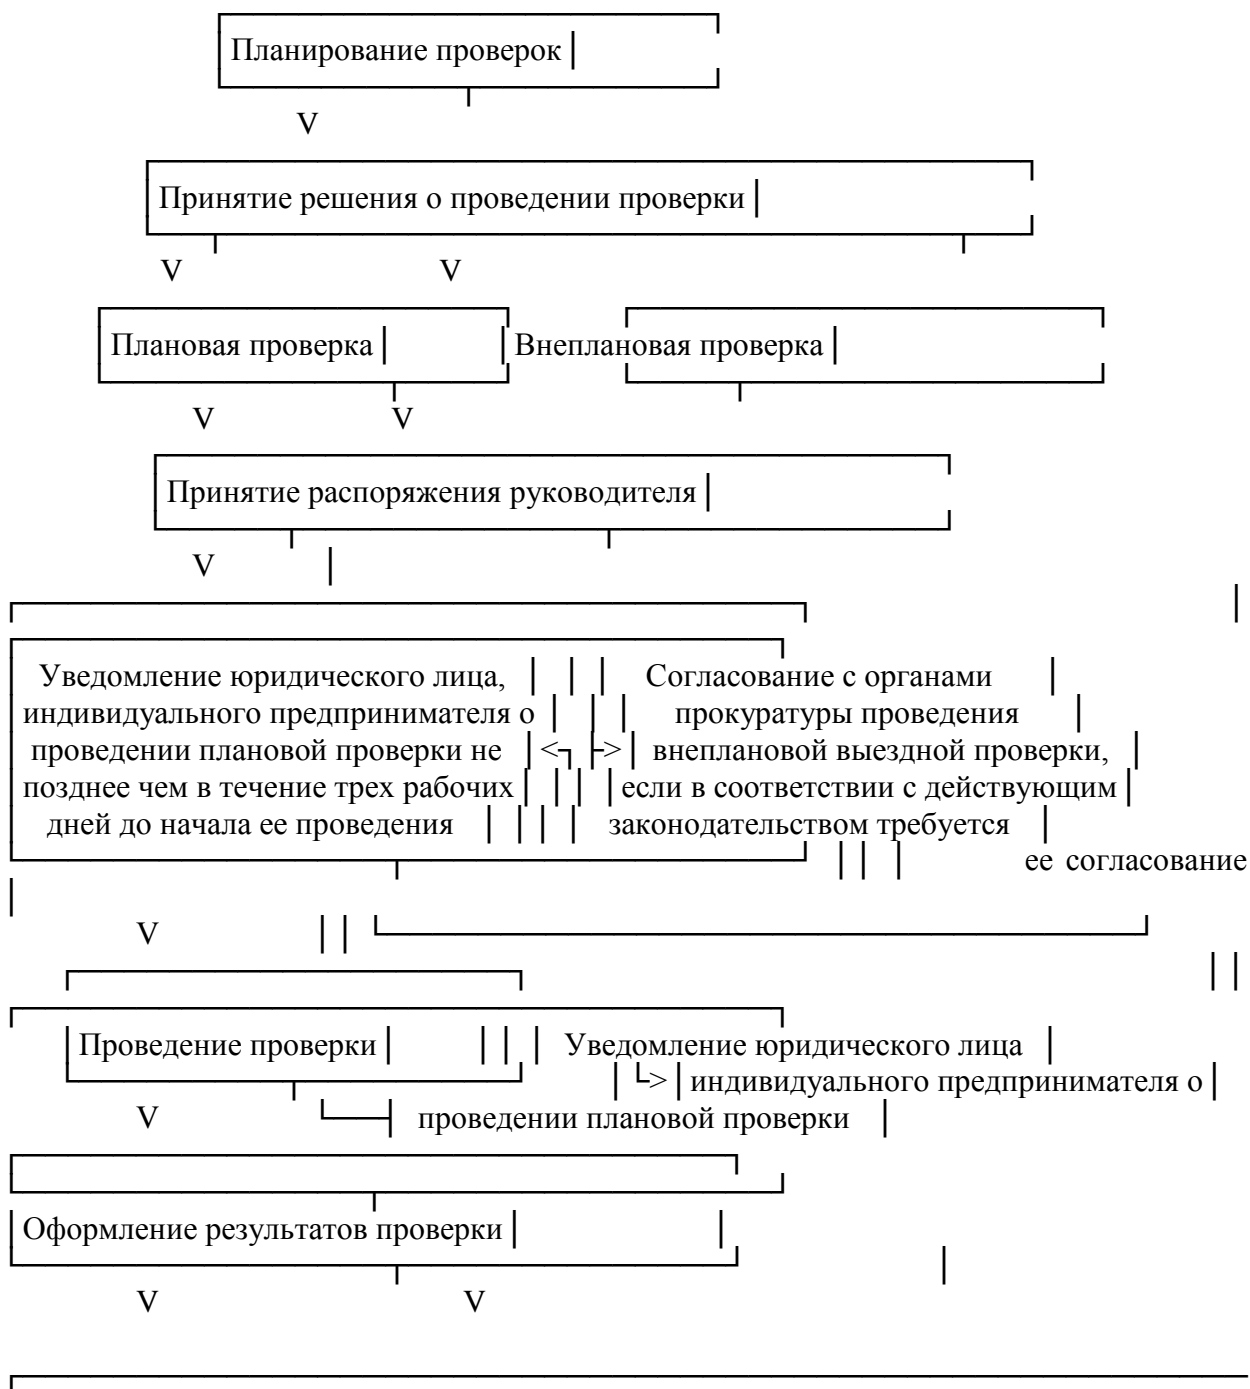 Планирование проверок
V
Принятие решения о проведении проверки
V V
Плановая проверка Внеплановая проверка
V V
Принятие распоряжения руководителя
V
Уведомление юридического лица, Согласование с органами
индивидуального предпринимателя о прокуратуры проведения
проведении плановой проверки не <┐ ├> внеплановой выездной проверки,
позднее чем в течение трех рабочих если в соответствии с действующим
дней до начала ее проведения законодательством требуется
ее согласование
V
Проведение проверки Уведомление юридического лица
└> индивидуального предпринимателя о
V проведении плановой проверки
Оформление результатов проверки
V V